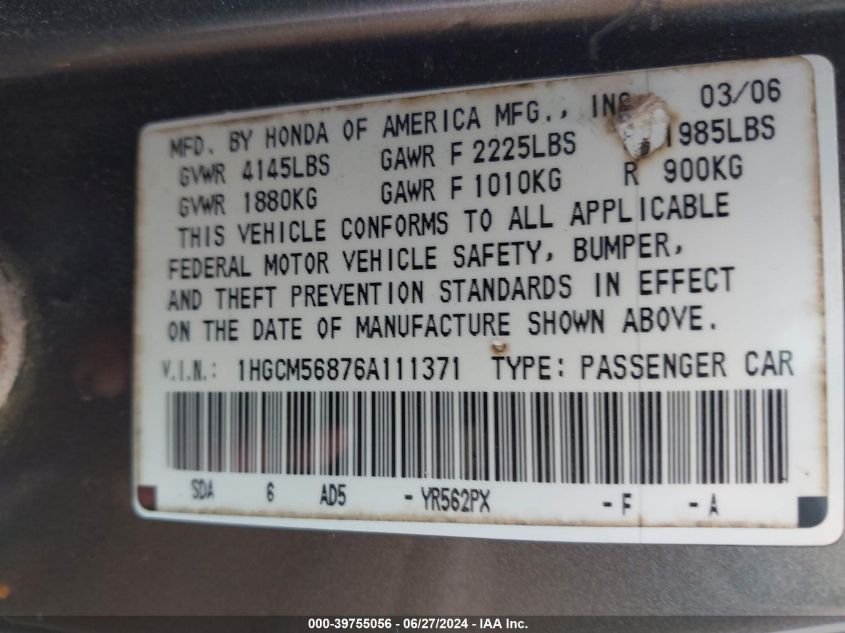 MFD. BY HONDA OF AMERICA MFG., INC 03/06
GVWR 4145LBS GAWR F 2225LBS 1985LBS
GVWR 1880KG GAWR F 1010KG R 900KG
THIS VEHICLE CONFORMS TO ALL APPLICABLE
FEDERAL MOTOR VEHICLE SAFETY, BUMPER,
AND THEFT PREVENTION STANDARDS IN EFFECT
ON THE DATE OF MANUFACTURE SHOWN ABOVE.
V.I.N.: 1HGCM56876A111371 TYPE: PASSENGER CAR
SDA 6 AD5 - YR562PX - F - A
000-39755056 - 06/27/2024 - IAA Inc.